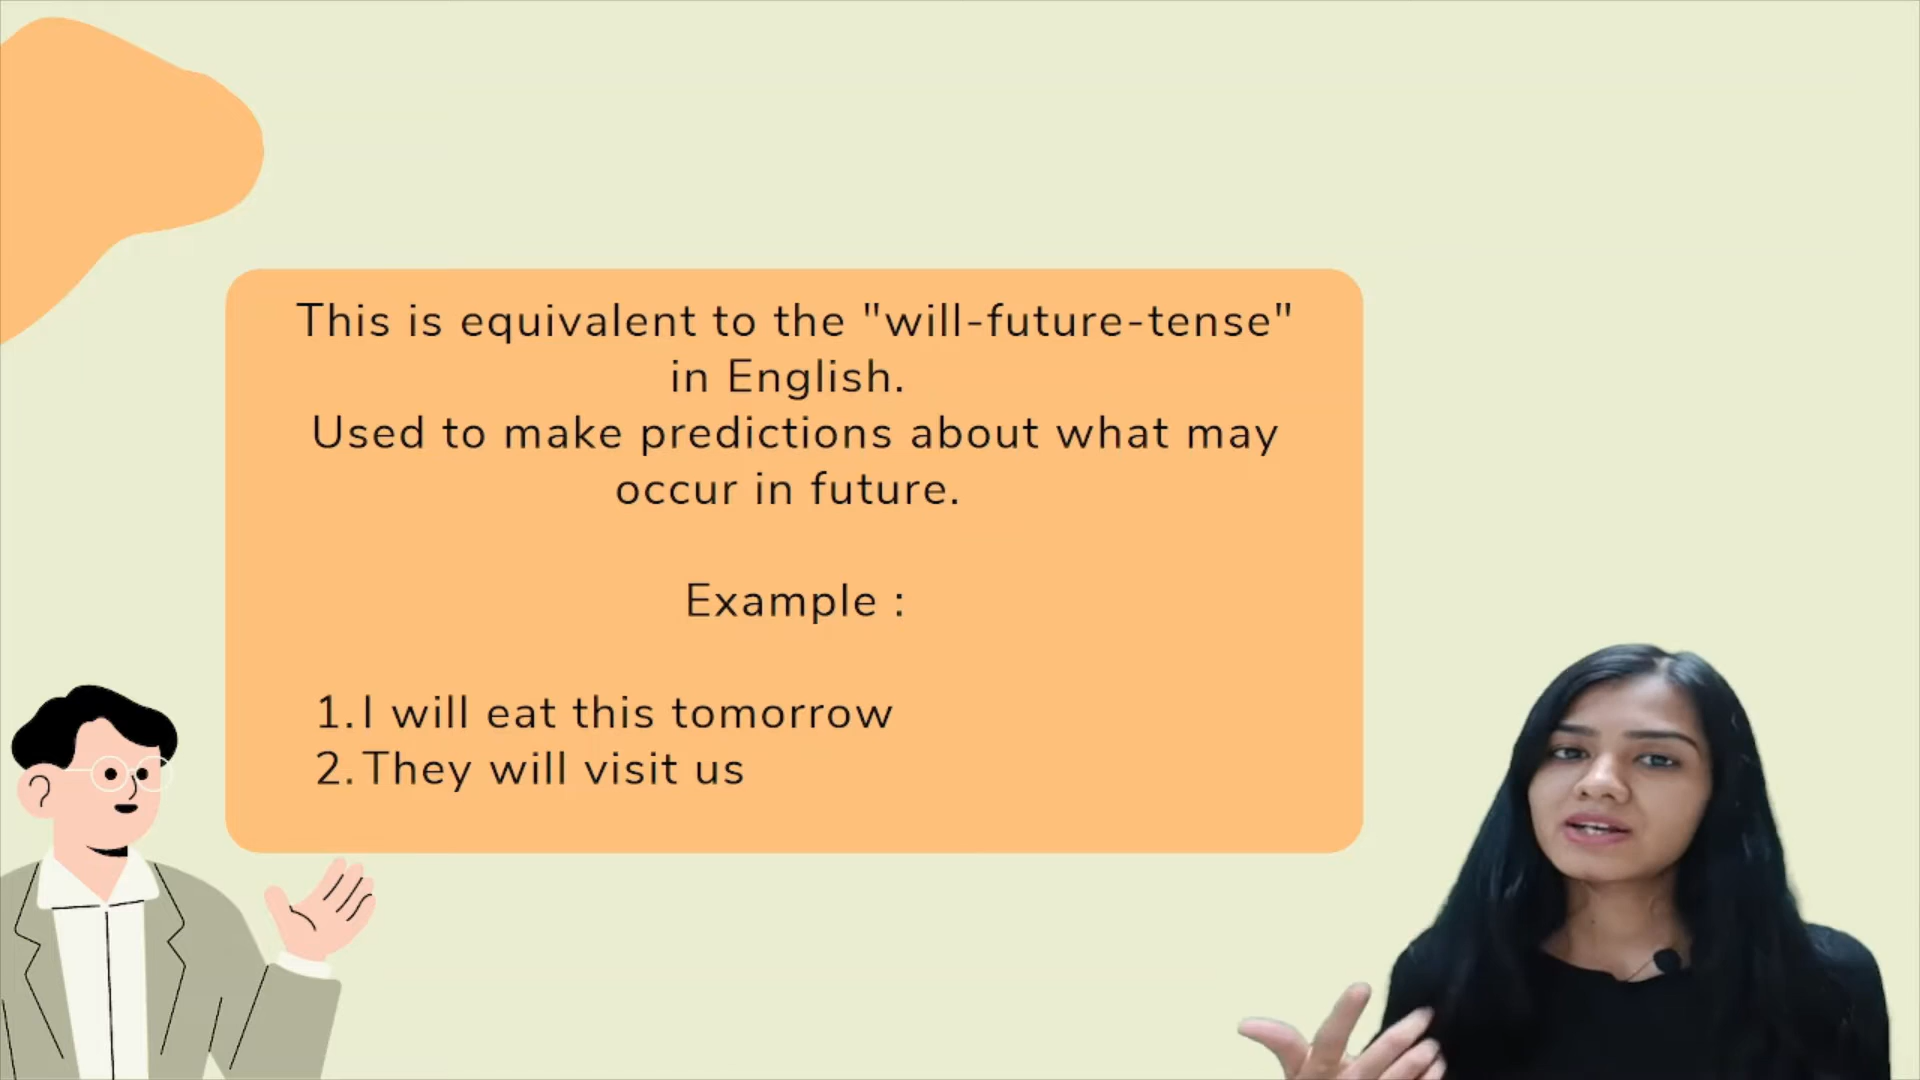 This is equivalent to the "will-future-tense"
in English.
Used to make predictions about what may
occur in future.
Example :
1. I will eat this tomorrow
2. They will visit us